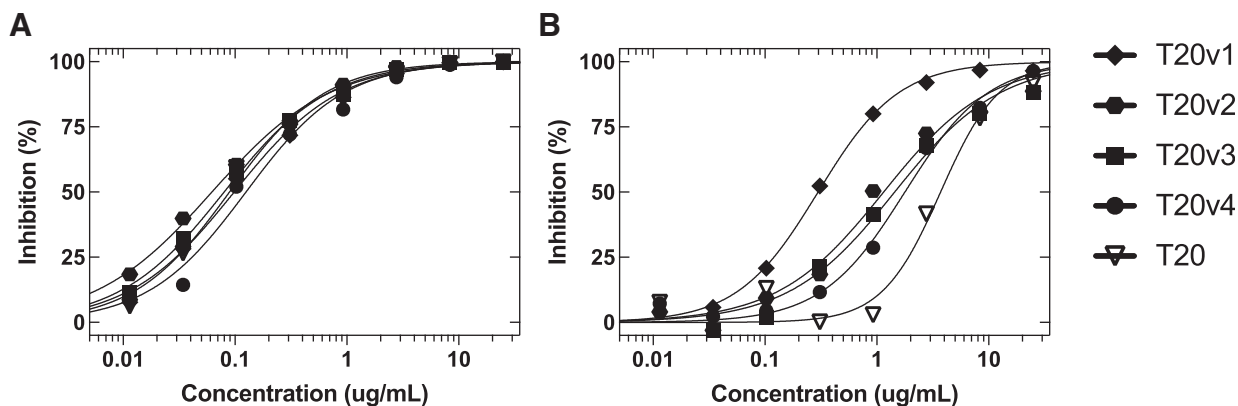 A
100
75
50
25
0
Inhibition (%)
0.01 0.1 1 10
Concentration (ug/mL)
B
100
75
50
25
0
Inhibition (%)
0.01 0.1 1 10
Concentration (ug/mL)
T20v1
T20v2
T20v3
T20v4
T20